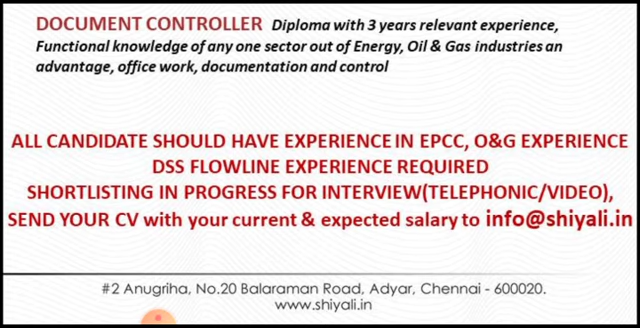 DOCUMENT CONTROLLER Diploma with 3 years relevant experience,
Functional knowledge of any one sector out of Energy, Oil & Gas industries an
advantage, office work, documentation and control
ALL CANDIDATE SHOULD HAVE EXPERIENCE IN EPCC, O&G EXPERIENCE
DSS FLOWLINE EXPERIENCE REQUIRED
SHORTLISTING IN PROGRESS FOR INTERVIEW(TELEPHONIC/VIDEO),
SEND YOUR CV with your current & expected salary to info@shiyali.in
#2 Anugriha, No.20 Balaraman Road, Adyar, Chennai - 600020.
www.shiyali.in